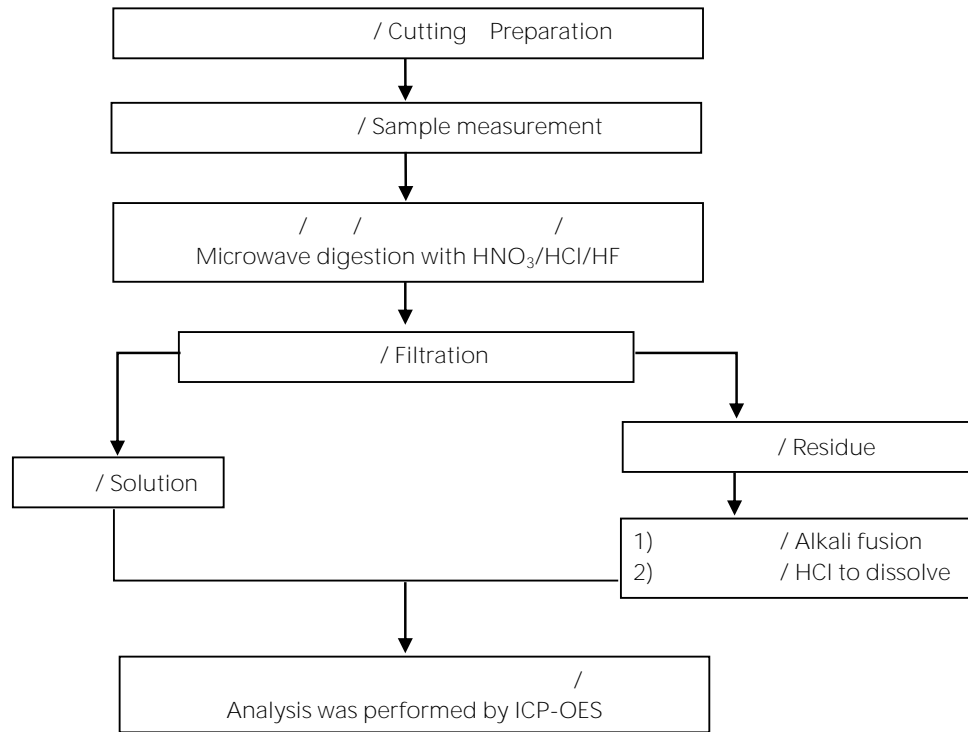 / Cutting Preparation
/ Sample measurement
/ / /
Microwave digestion with HNO₃/HCl/HF
/ Filtration
/ Solution
/ Residue
1) / Alkali fusion
2) / HCl to dissolve
/
Analysis was performed by ICP-OES